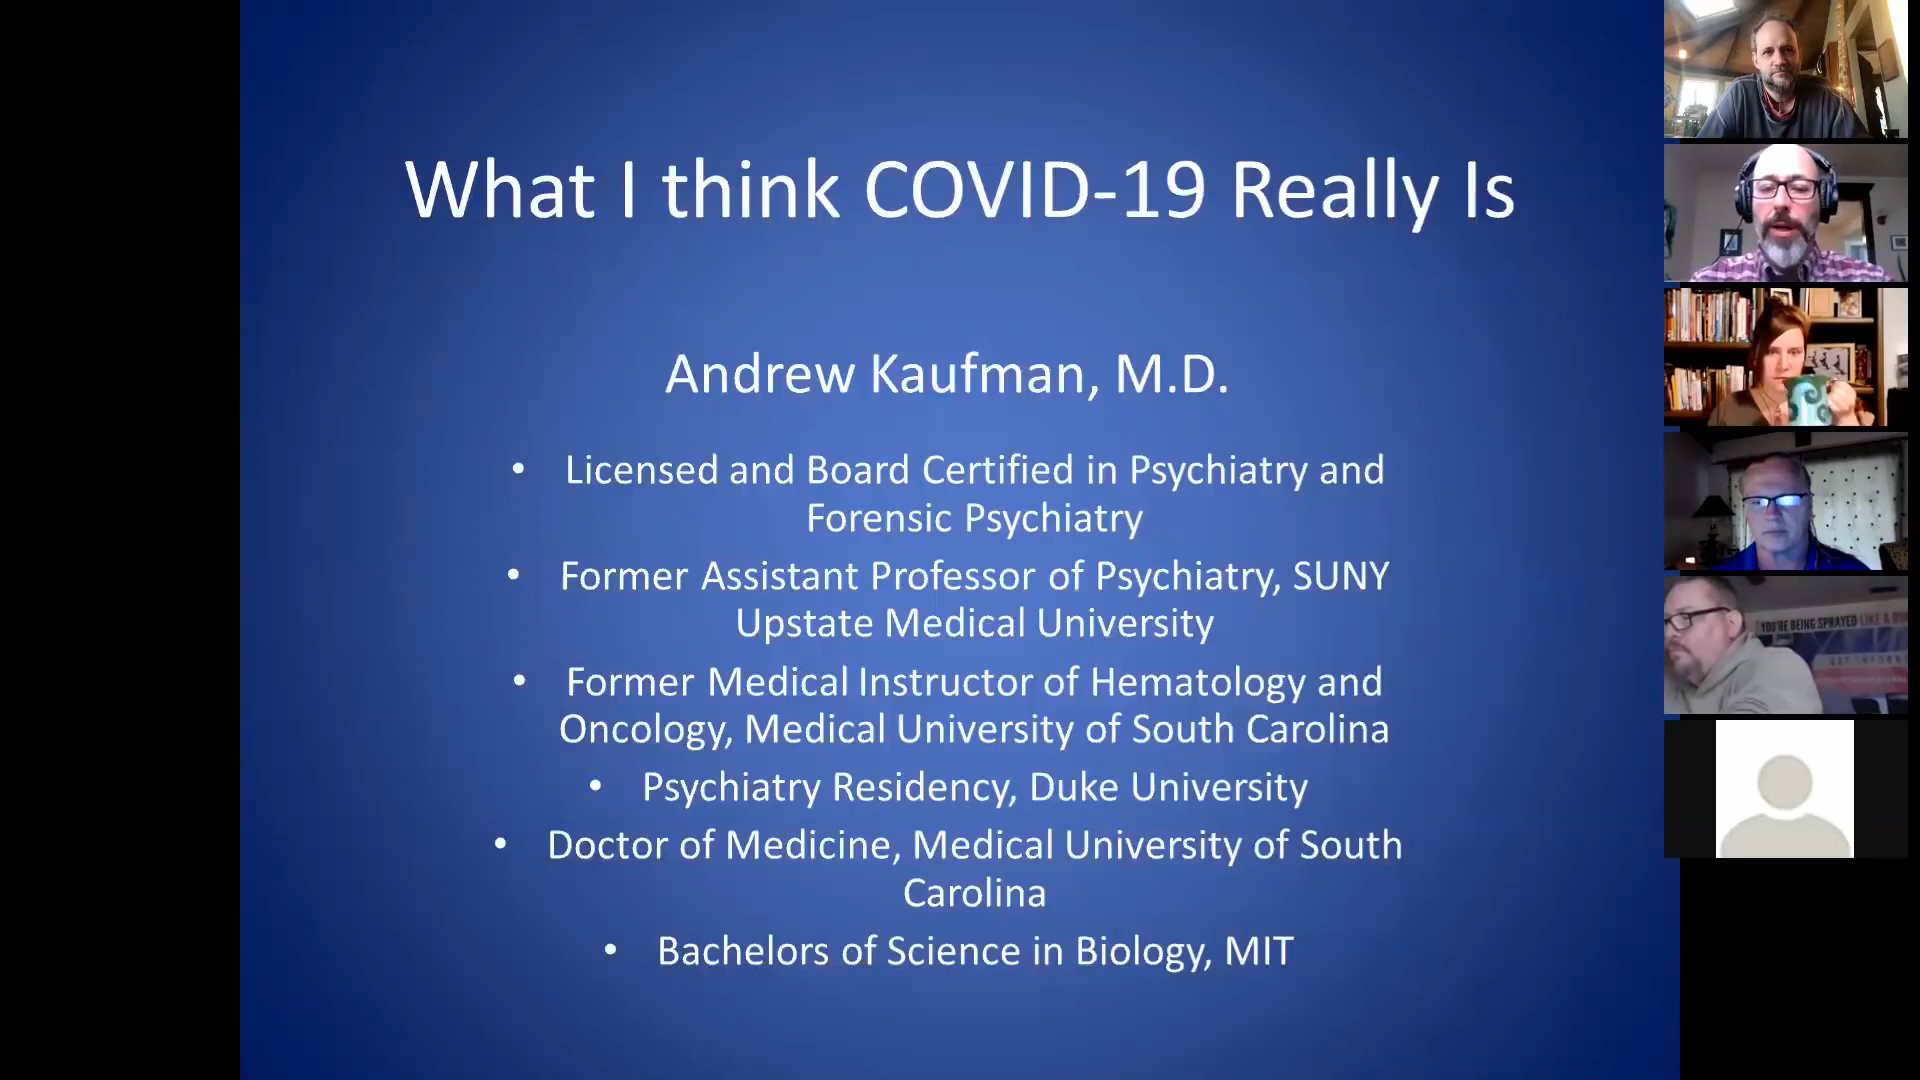 What I think COVID-19 Really Is
Andrew Kaufman, M.D.
• Licensed and Board Certified in Psychiatry and
Forensic Psychiatry
• Former Assistant Professor of Psychiatry, SUNY
Upstate Medical University
• Former Medical Instructor of Hematology and
Oncology, Medical University of South Carolina
• Psychiatry Residency, Duke University
• Doctor of Medicine, Medical University of South
Carolina
• Bachelors of Science in Biology, MIT
YOU'RE BEING SPRAYED LIKE A
GET INFORM